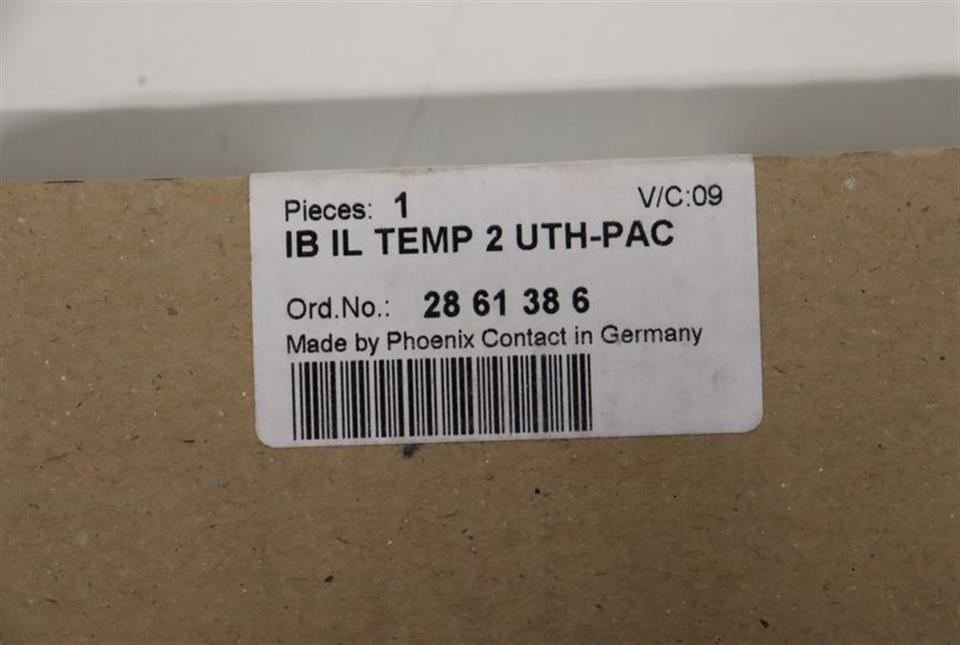 Pieces: 1 V/C:09
IB IL TEMP 2 UTH-PAC
Ord.No.: 28 61 38 6
Made by Phoenix Contact in Germany